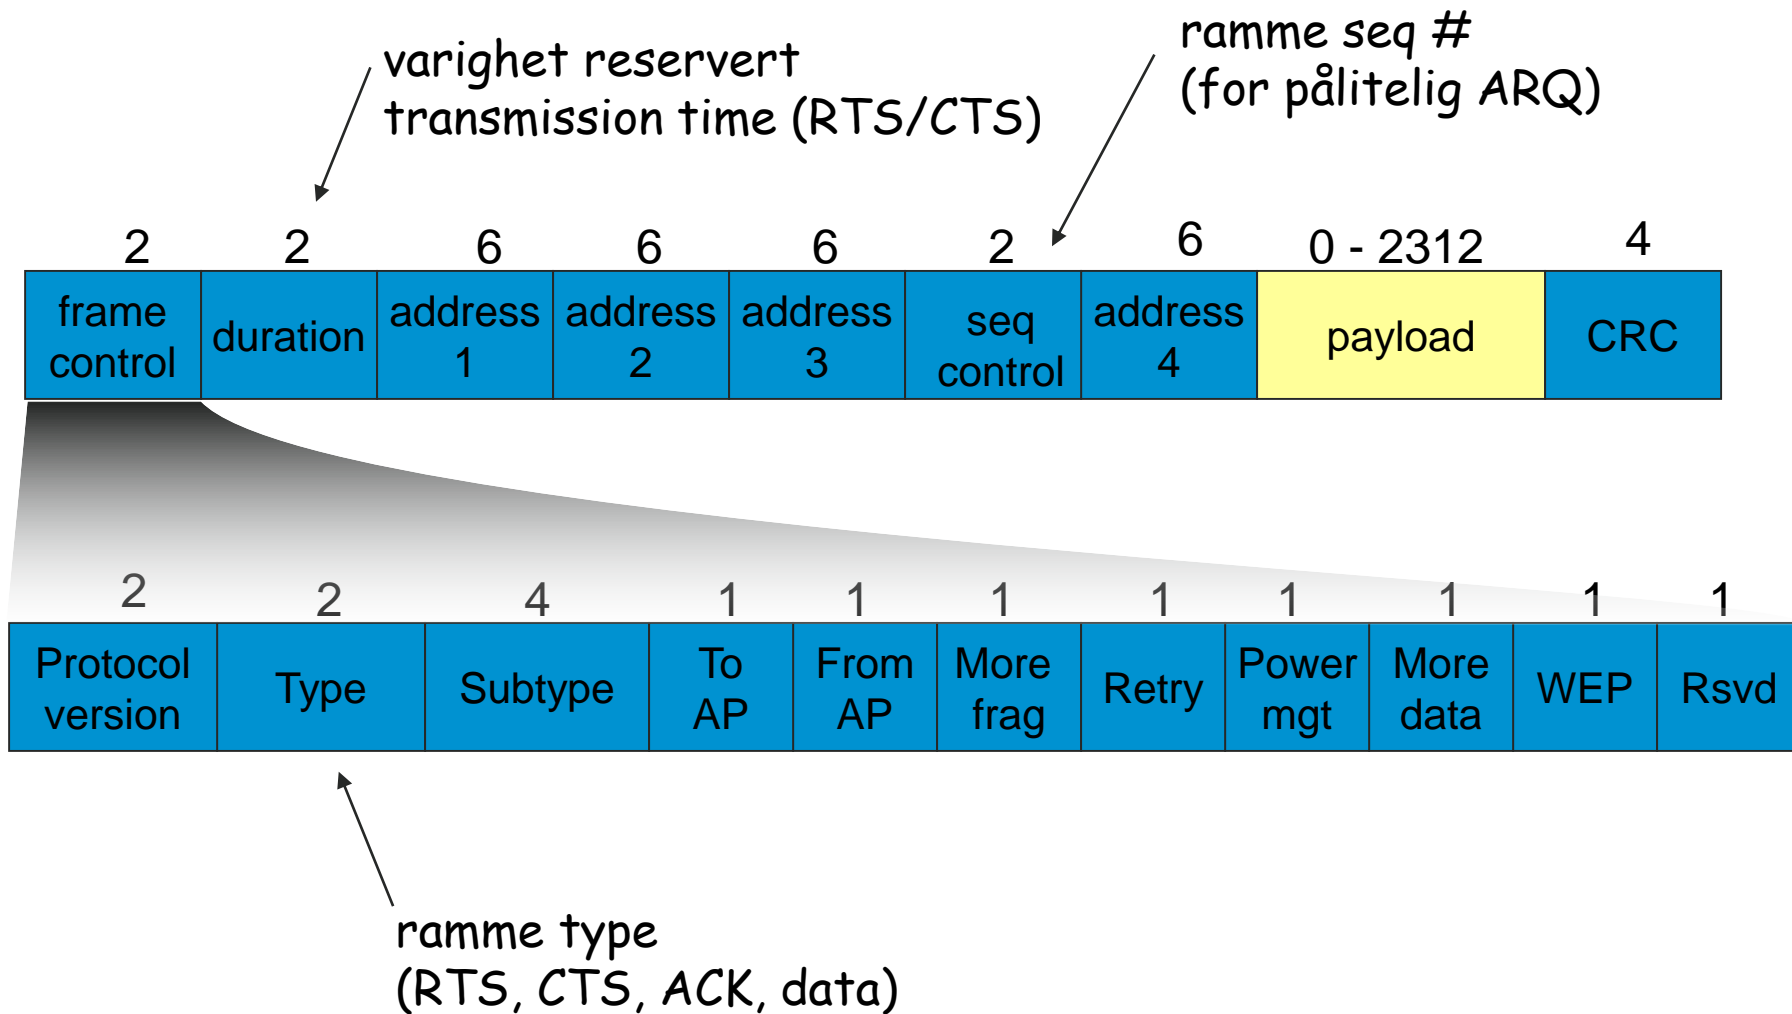 varighet reservert
transmission time (RTS/CTS)
ramme seq #
(for pålitelig ARQ)
2 2 6 6 6 2 6 0 - 2312 4
frame
control
duration
address
1
address
2
address
3
seq
control
address
4
payload
CRC
2 2 4 1 1 1 1 1 1 1 1
Protocol
version
Type
Subtype
To
AP
From
AP
More
frag
Retry
Power
mgt
More
data
WEP
Rsvd
ramme type
(RTS, CTS, ACK, data)